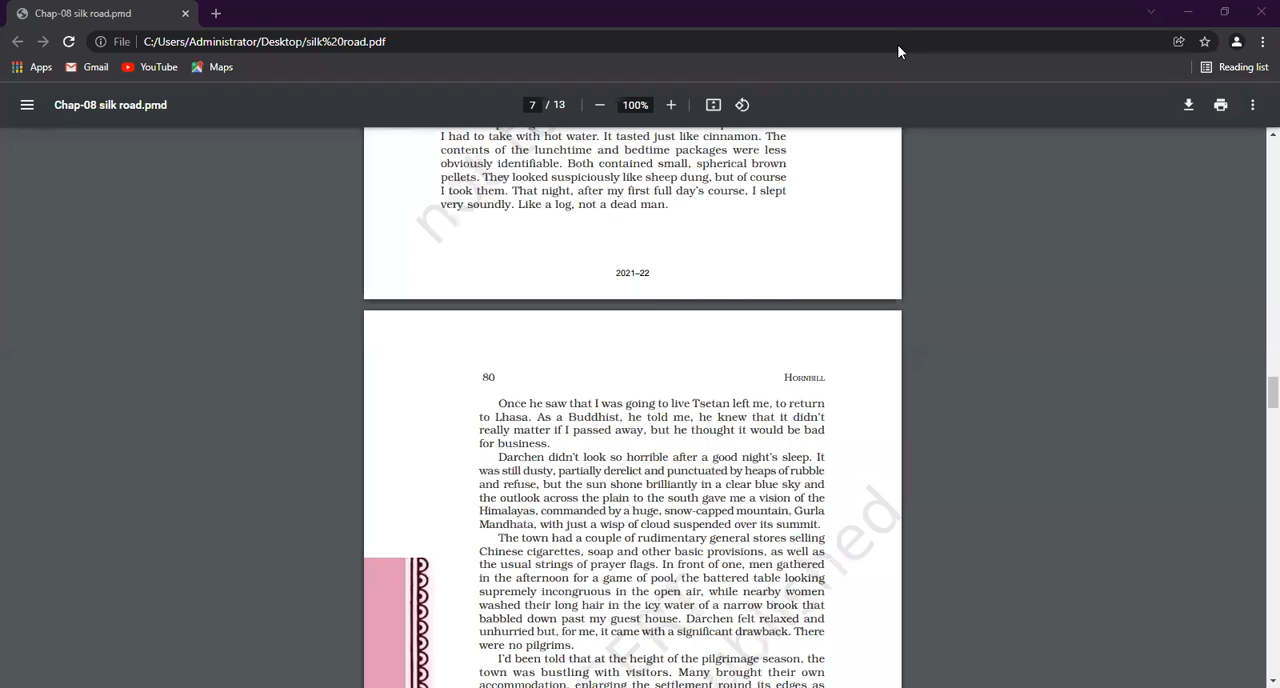 Chap-08 silk road.pmd
File
C:/Users/Administrator/Desktop/silk%20road.pdf
Apps
Gmail
YouTube
Maps
Reading list
Chap-08 silk road.pmd
7 / 13
100%
I had to take with hot water. It tasted just like cinnamon. The
contents of the lunchtime and bedtime packages were less
obviously identifiable. Both contained small, spherical brown
pellets. They looked suspiciously like sheep dung, but of course
I took them. That night, after my first full day's course, I slept
very soundly. Like a log, not a dead man.
2021–22
80
HORNBILL
Once he saw that I was going to live Tsetan left me, to return
to Lhasa. As a Buddhist, he told me, he knew that it didn't
really matter if I passed away, but he thought it would be bad
for business.
Darchen didn't look so horrible after a good night's sleep. It
was still dusty, partially derelict and punctuated by heaps of rubble
and refuse, but the sun shone brilliantly in a clear blue sky and
the outlook across the plain to the south gave me a vision of the
Himalayas, commanded by a huge, snow-capped mountain, Gurla
Mandhata, with just a wisp of cloud suspended over its summit.
The town had a couple of rudimentary general stores selling
Chinese cigarettes, soap and other basic provisions, as well as
the usual strings of prayer flags. In front of one, men gathered
in the afternoon for a game of pool, the battered table looking
supremely incongruous in the open air, while nearby women
washed their long hair in the icy water of a narrow brook that
babbled down past my guest house. Darchen felt relaxed and
unhurried but, for me, it came with a significant drawback. There
were no pilgrims.
I'd been told that at the height of the pilgrimage season, the
town was bustling with visitors. Many brought their own
accommodation, enlarging the settlement round its edges as